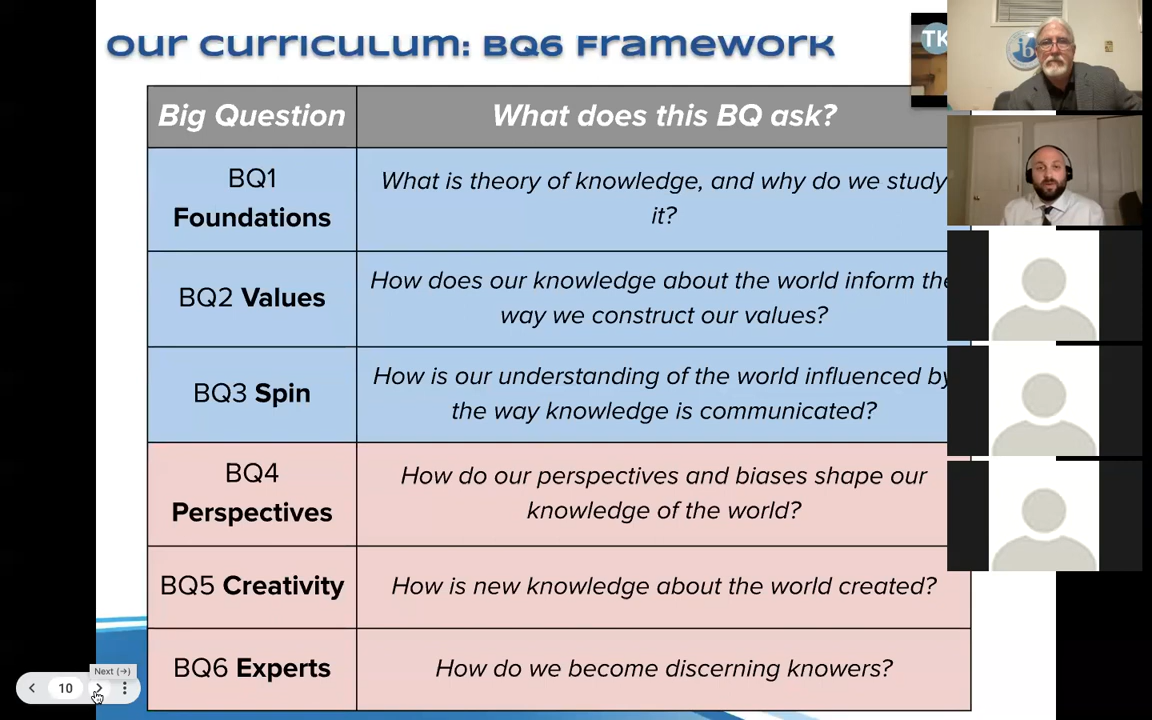 our curriculum: BQ6 Framework
TK
ib
Big Question
What does this BQ ask?
BQ1
Foundations
What is theory of knowledge, and why do we study
it?
BQ2 Values
How does our knowledge about the world inform the
way we construct our values?
BQ3 Spin
How is our understanding of the world influenced by
the way knowledge is communicated?
BQ4
Perspectives
How do our perspectives and biases shape our
knowledge of the world?
BQ5 Creativity
How is new knowledge about the world created?
BQ6 Experts
How do we become discerning knowers?
Next (→)
10